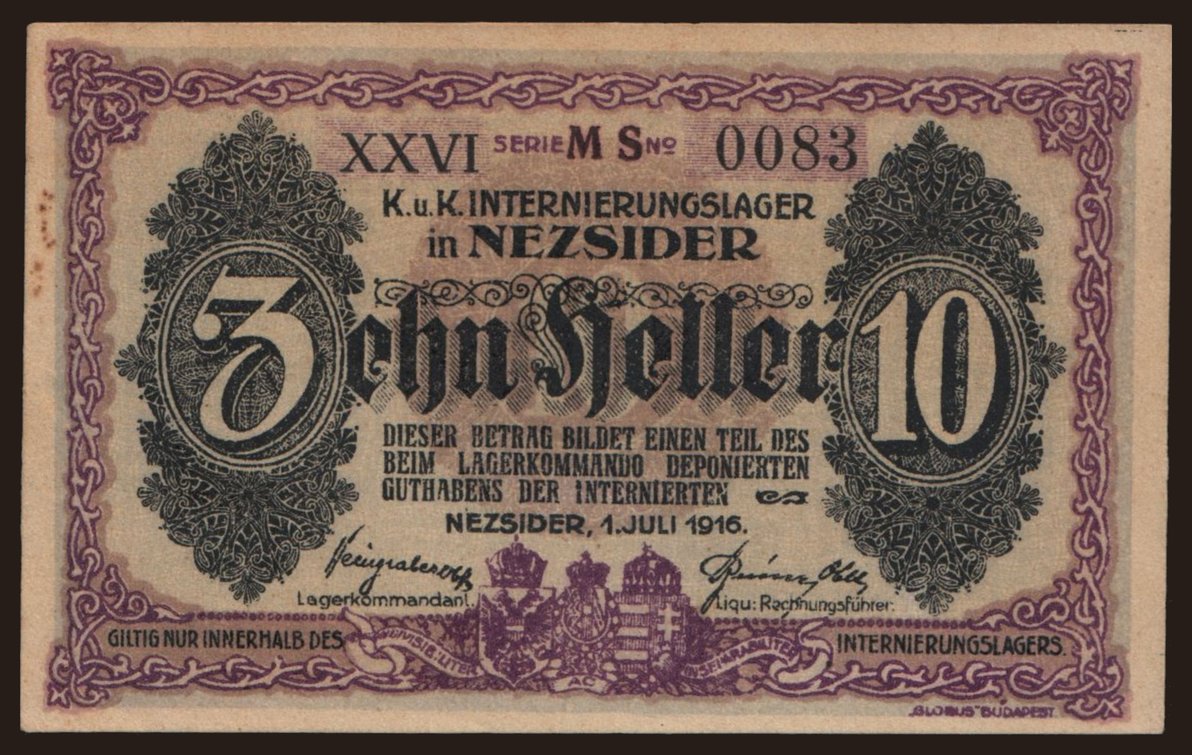 XXVI SERIE M S No 0083
K.u.K. INTERNIERUNGSLAGER
in NEZSIDER
Zehn Heller 10
DIESER BETRAG BILDET EINEN TEIL DES
BEIM LAGERKOMMANDO DEPONIERTEN
GUTHABENS DER INTERNIERTEN
NEZSIDER, 1. JULI 1916.
Lagerkommandant. Liqu: Rechnungsführer:
GILTIG NUR INNERHALB DES INTERNIERUNGSLAGERS.
AC
„GLOBUS" BUDAPEST